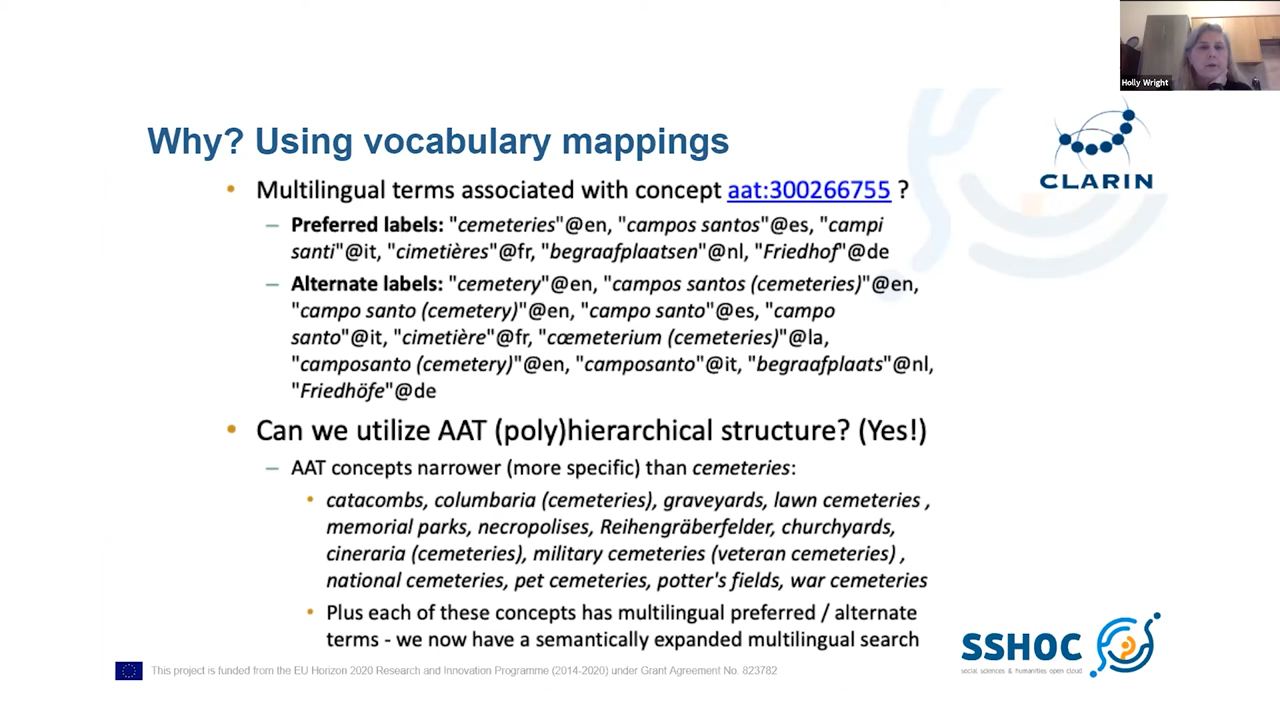 Holly Wright
Why? Using vocabulary mappings
CLARIN
• Multilingual terms associated with concept aat:300266755 ?
– Preferred labels: "cemeteries"@en, "campos santos"@es, "campi
santi"@it, "cimetières"@fr, "begraafplaatsen"@nl, "Friedhof"@de
– Alternate labels: "cemetery"@en, "campos santos (cemeteries)"@en,
"campo santo (cemetery)"@en, "campo santo"@es, "campo
santo"@it, "cimetière"@fr, "cœmeterium (cemeteries)"@la,
"camposanto (cemetery)"@en, "camposanto"@it, "begraafplaats"@nl,
"Friedhöfe"@de
• Can we utilize AAT (poly)hierarchical structure? (Yes!)
– AAT concepts narrower (more specific) than cemeteries:
• catacombs, columbaria (cemeteries), graveyards, lawn cemeteries ,
memorial parks, necropolises, Reihengräberfelder, churchyards,
cineraria (cemeteries), military cemeteries (veteran cemeteries) ,
national cemeteries, pet cemeteries, potter's fields, war cemeteries
• Plus each of these concepts has multilingual preferred / alternate
terms - we now have a semantically expanded multilingual search
SSHOC
social sciences & humanities open cloud
This project is funded from the EU Horizon 2020 Research and Innovation Programme (2014-2020) under Grant Agreement No. 823782